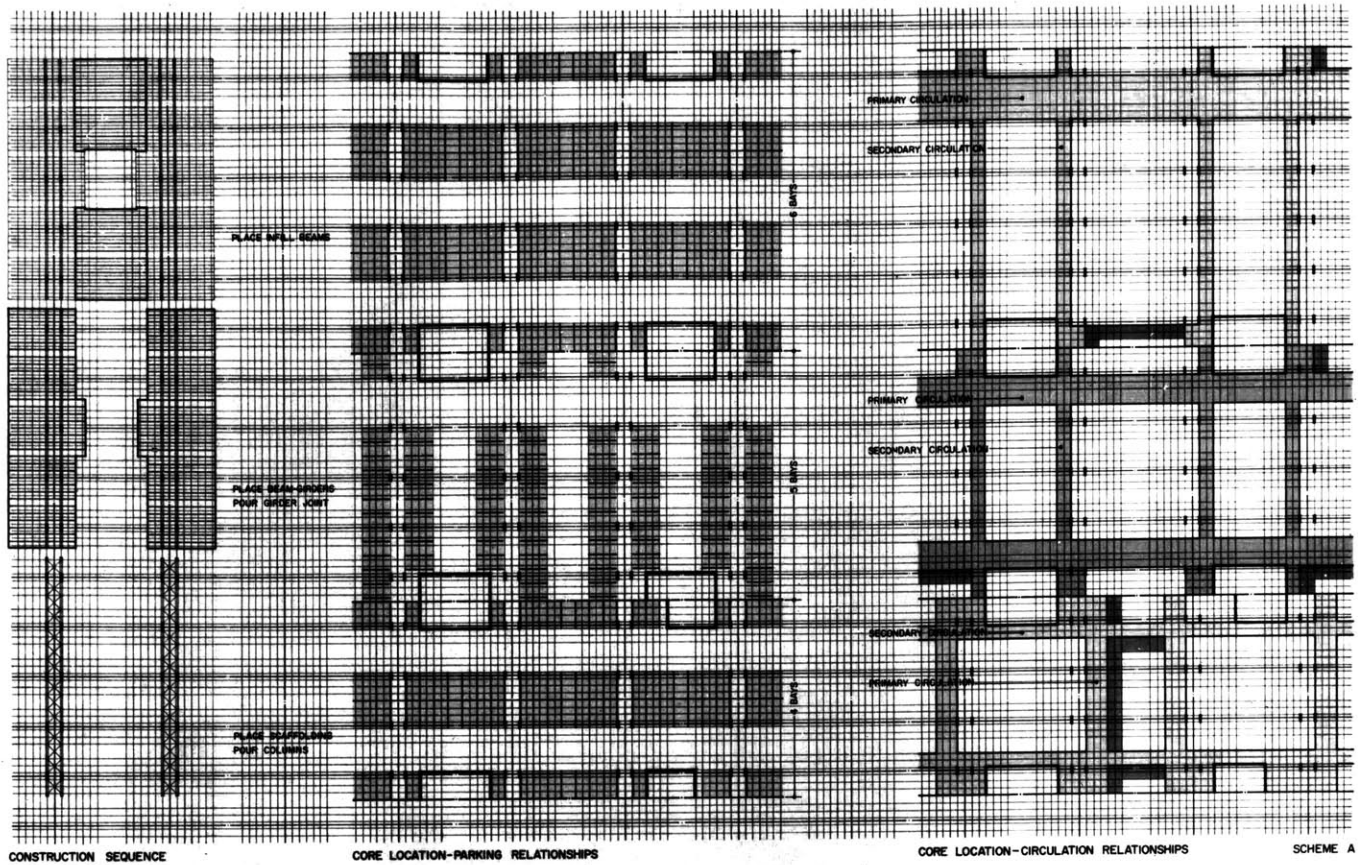 PLACE INFILL BEAMS
PLACE BEAM-GIRDERS
POUR GIRDER JOINT
PLACE SCAFFOLDING
POUR COLUMNS
CONSTRUCTION SEQUENCE
6 BAYS
5 BAYS
4 BAYS
CORE LOCATION-PARKING RELATIONSHIPS
PRIMARY CIRCULATION
SECONDARY CIRCULATION
PRIMARY CIRCULATION
SECONDARY CIRCULATION
SECONDARY CIRCULATION
PRIMARY CIRCULATION
CORE LOCATION-CIRCULATION RELATIONSHIPS
SCHEME A